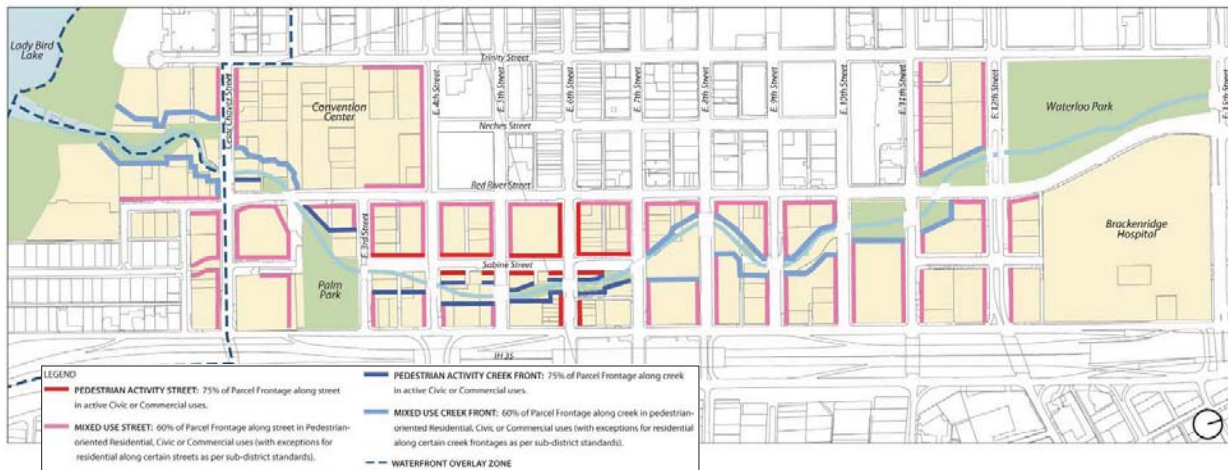 Lady Bird
Lake
Trinity Street
Cesar Chavez Street
Convention
Center
E. 4th Street
E. 5th Street
E. 6th Street
E. 7th Street
E. 8th Street
E. 9th Street
E. 10th Street
E. 11th Street
E. 12th Street
E. 15th Street
Waterloo Park
Neches Street
Red River Street
E. 3rd Street
Sabine Street
Palm
Park
Brackenridge
Hospital
IH 35
LEGEND
PEDESTRIAN ACTIVITY STREET: 75% of Parcel Frontage along street
in active Civic or Commercial uses.
MIXED USE STREET: 60% of Parcel Frontage along street in Pedestrian-
oriented Residential, Civic or Commercial uses (with exceptions for
residential along certain streets as per sub-district standards).
PEDESTRIAN ACTIVITY CREEK FRONT: 75% of Parcel Frontage along creek
in active Civic or Commercial uses.
MIXED USE CREEK FRONT: 60% of Parcel Frontage along creek in pedestrian-
oriented Residential, Civic or Commercial uses (with exceptions for residential
along certain creek frontages as per sub-district standards).
WATERFRONT OVERLAY ZONE